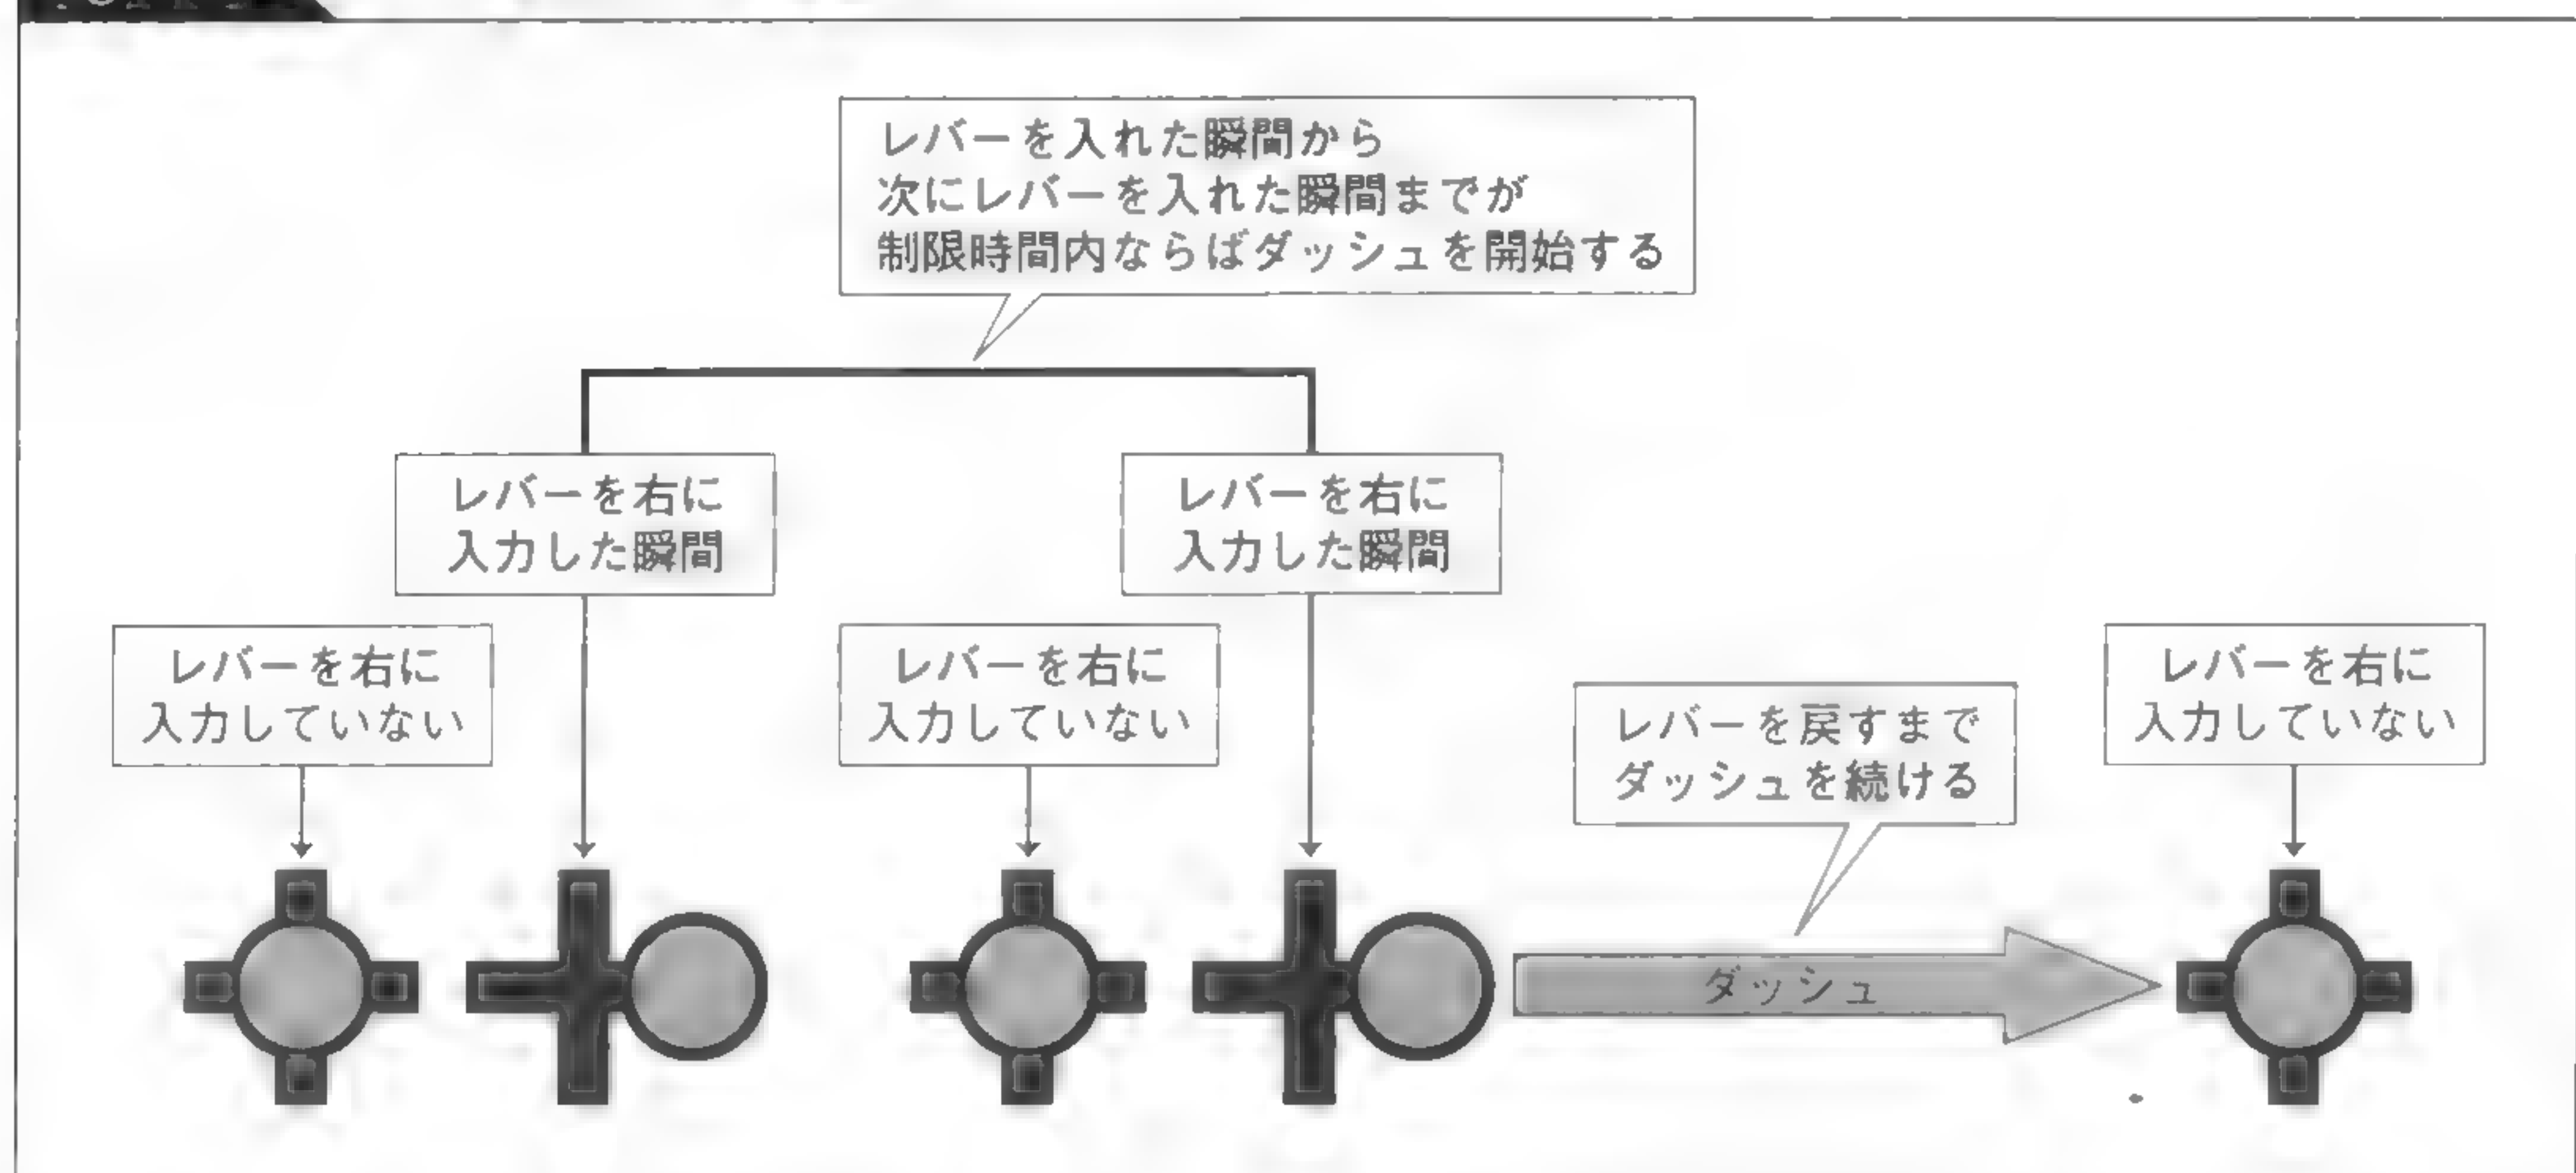 レバーを入れた瞬間から
次にレバーを入れた瞬間までが
制限時間内ならばダッシュを開始する
レバーを右に
入力した瞬間
レバーを右に
入力した瞬間
レバーを右に
入力していない
レバーを右に
入力していない
レバーを戻すまで
ダッシュを続ける
レバーを右に
入力していない
ダッシュ